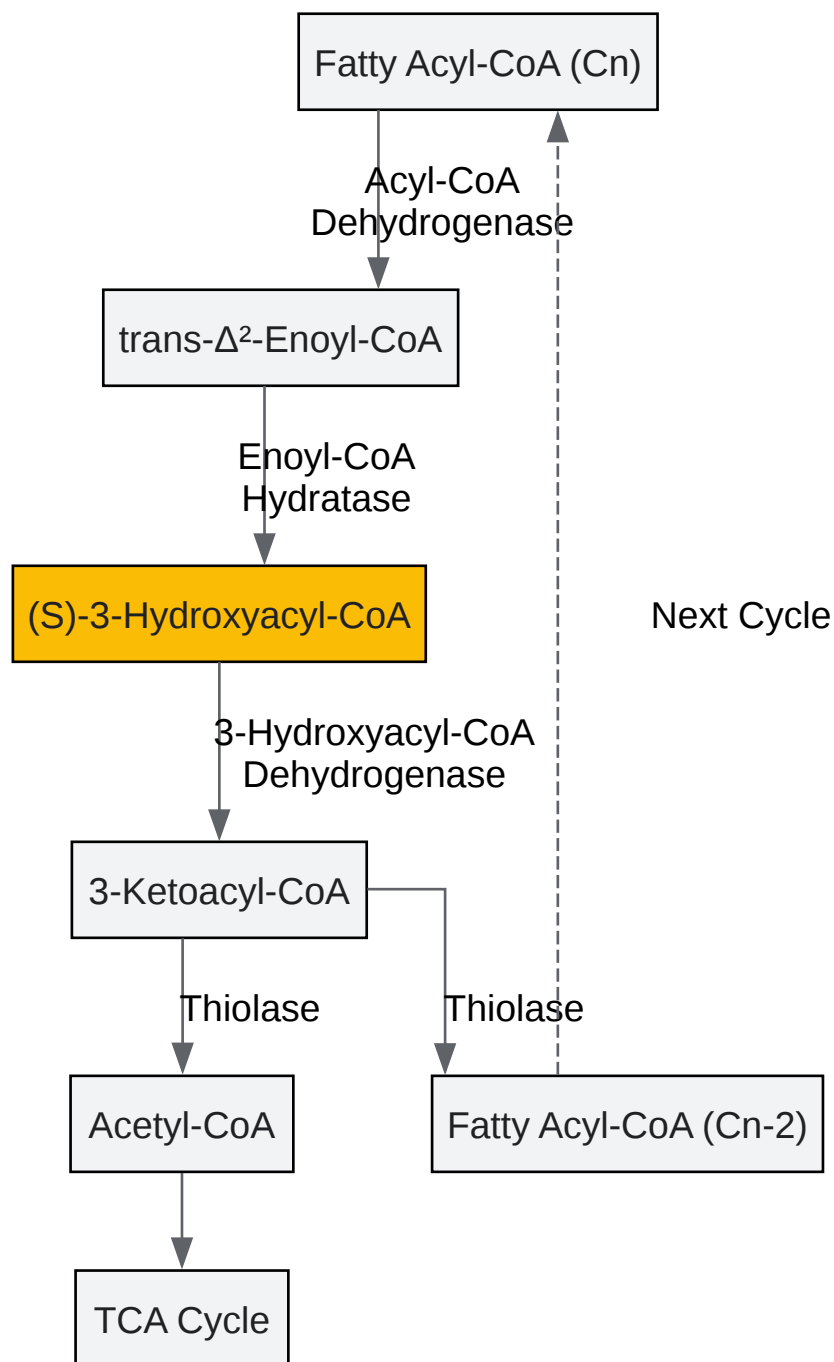 Fatty Acyl-CoA (Cn)
Acyl-CoA
Dehydrogenase
trans-Δ²-Enoyl-CoA
Enoyl-CoA
Hydratase
(S)-3-Hydroxyacyl-CoA
Next Cycle
3-Hydroxyacyl-CoA
Dehydrogenase
3-Ketoacyl-CoA
Thiolase
Thiolase
Acetyl-CoA
Fatty Acyl-CoA (Cn-2)
TCA Cycle